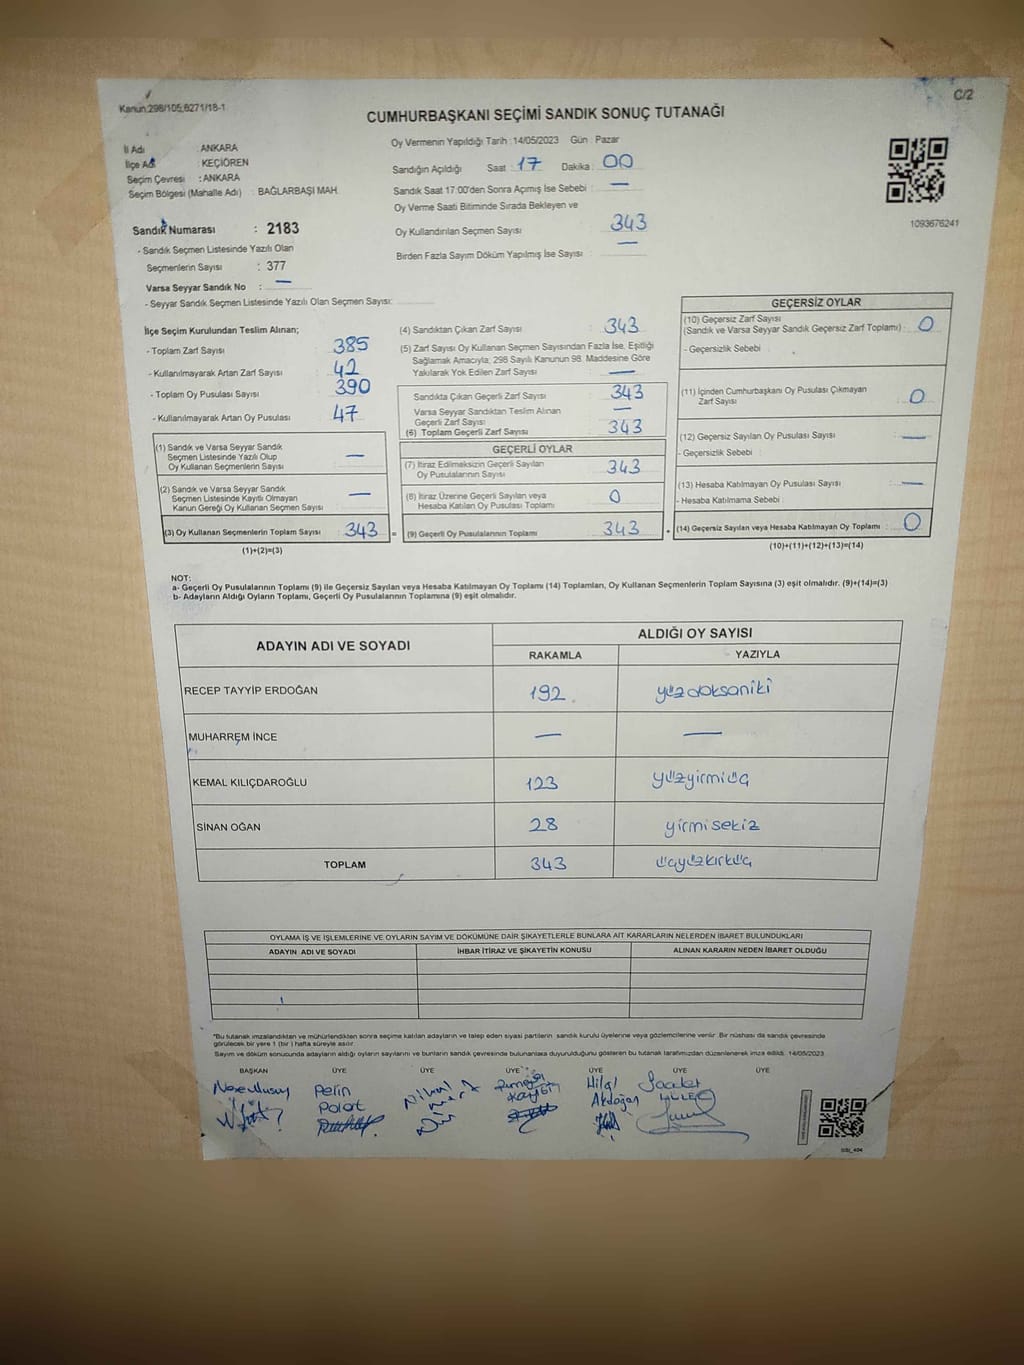 Kanun:298/105;6271/18-1
C/2
CUMHURBAŞKANI SEÇİMİ SANDIK SONUÇ TUTANAĞI
İl Adı : ANKARA
İlçe Adı : KEÇİÖREN
Seçim Çevresi : ANKARA
Seçim Bölgesi (Mahalle Adı) : BAĞLARBAŞI MAH.
Sandık Numarası : 2183
- Sandık Seçmen Listesinde Yazılı Olan
Seçmenlerin Sayısı : 377
Varsa Seyyar Sandık No : —
- Seyyar Sandık Seçmen Listesinde Yazılı Olan Seçmen Sayısı:
Oy Vermenin Yapıldığı Tarih : 14/05/2023 Gün : Pazar
Sandığın Açıldığı Saat : 17 Dakika : 00
Sandık Saat 17:00'den Sonra Açımış İse Sebebi : —
Oy Verme Saati Bitiminde Sırada Bekleyen ve
Oy Kullandırılan Seçmen Sayısı : 343
Birden Fazla Sayım Döküm Yapılmış İse Sayısı : —
1093676241
İlçe Seçim Kurulundan Teslim Alınan;
- Toplam Zarf Sayısı : 385
- Kullanılmayarak Artan Zarf Sayısı : 42
- Toplam Oy Pusulası Sayısı : 390
- Kullanılmayarak Artan Oy Pusulası : 47
(1) Sandık ve Varsa Seyyar Sandık
Seçmen Listesinde Yazılı Olup
Oy Kullanan Seçmenlerin Sayısı : —
(2) Sandık ve Varsa Seyyar Sandık
Seçmen Listesinde Kayıtlı Olmayan
Kanun Gereği Oy Kullanan Seçmen Sayısı : —
(3) Oy Kullanan Seçmenlerin Toplam Sayısı : 343 =
(1)+(2)=(3)
(4) Sandıktan Çıkan Zarf Sayısı : 343
(5) Zarf Sayısı Oy Kullanan Seçmen Sayısından Fazla İse, Eşitliği
Sağlamak Amacıyla, 298 Sayılı Kanunun 98. Maddesine Göre
Yakılarak Yok Edilen Zarf Sayısı : —
Sandıkta Çıkan Geçerli Zarf Sayısı : 343
Varsa Seyyar Sandıktan Teslim Alınan
Geçerli Zarf Sayısı : —
(6) Toplam Geçerli Zarf Sayısı : 343
GEÇERLİ OYLAR
(7) İtiraz Edilmeksizin Geçerli Sayılan
Oy Pusulalarının Sayısı : 343
(8) İtiraz Üzerine Geçerli Sayılan veya
Hesaba Katılan Oy Pusulası Toplamı : 0
(9) Geçerli Oy Pusulalarının Toplamı : 343 +
GEÇERSİZ OYLAR
(10) Geçersiz Zarf Sayısı
(Sandık ve Varsa Seyyar Sandık Geçersiz Zarf Toplamı) : 0
- Geçersizlik Sebebi :
(11) İçinden Cumhurbaşkanı Oy Pusulası Çıkmayan
Zarf Sayısı : 0
(12) Geçersiz Sayılan Oy Pusulası Sayısı : —
- Geçersizlik Sebebi :
(13) Hesaba Katılmayan Oy Pusulası Sayısı : —
- Hesaba Katılmama Sebebi :
(14) Geçersiz Sayılan veya Hesaba Katılmayan Oy Toplamı : 0
(10)+(11)+(12)+(13)=(14)
NOT:
a- Geçerli Oy Pusulalarının Toplamı (9) ile Geçersiz Sayılan veya Hesaba Katılmayan Oy Toplamı (14) Toplamları, Oy Kullanan Seçmenlerin Toplam Sayısına (3) eşit olmalıdır. (9)+(14)=(3)
b- Adayların Aldığı Oyların Toplamı, Geçerli Oy Pusulalarının Toplamına (9) eşit olmalıdır.
ADAYIN ADI VE SOYADI
ALDIĞI OY SAYISI
RAKAMLA YAZIYLA
RECEP TAYYİP ERDOĞAN 192 yüzdoksaniki
MUHARREM İNCE — —
KEMAL KILIÇDAROĞLU 123 yüzyirmiüç
SİNAN OĞAN 28 yirmisekiz
TOPLAM 343 üçyüzkırküç
OYLAMA İŞ VE İŞLEMLERİNE VE OYLARIN SAYIM VE DÖKÜMÜNE DAİR ŞİKAYETLERLE BUNLARA AİT KARARLARIN NELERDEN İBARET BULUNDUKLARI
ADAYIN ADI VE SOYADI İHBAR İTİRAZ VE ŞİKAYETİN KONUSU ALINAN KARARIN NEDEN İBARET OLDUĞU
*Bu tutanak imzalandıktan ve mühürlendikten sonra seçime katılan adayların ve talep eden siyasi partilerin sandık kurulu üyelerine veya gözlemcilerine verilir. Bir nüshası da sandık çevresinde
görülecek bir yere 1 (bir) hafta süreyle asılır.
Sayım ve döküm sonucunda adayların aldığı oyların sayılarını ve bunların sandık çevresinde bulunanlara duyurulduğunu gösteren bu tutanak tarafımızdan düzenlenerek imza edildi. 14/05/2023
BAŞKAN ÜYE ÜYE ÜYE ÜYE ÜYE ÜYE
Pelin
Polat
Nihal
Hilal
Akdoğan